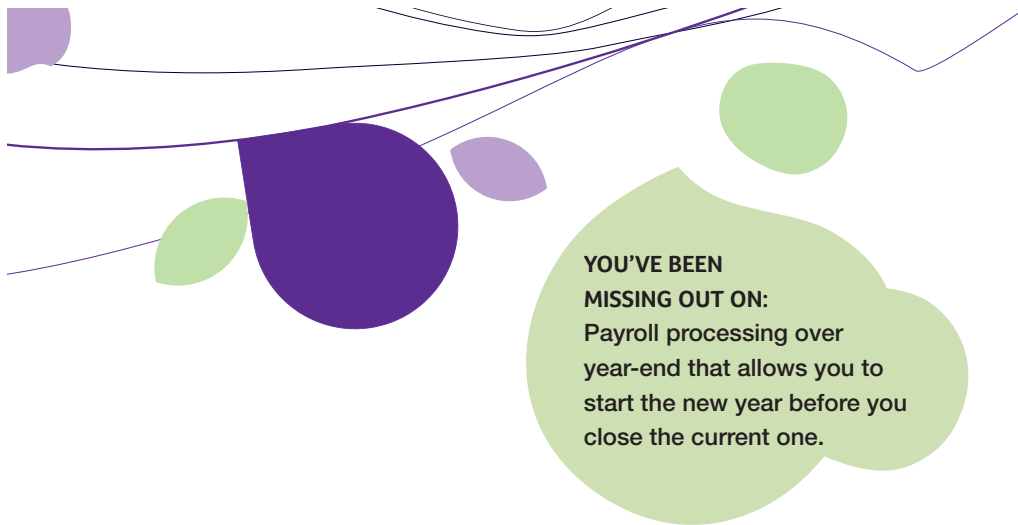 YOU’VE BEEN
MISSING OUT ON:
Payroll processing over
year-end that allows you to
start the new year before you
close the current one.